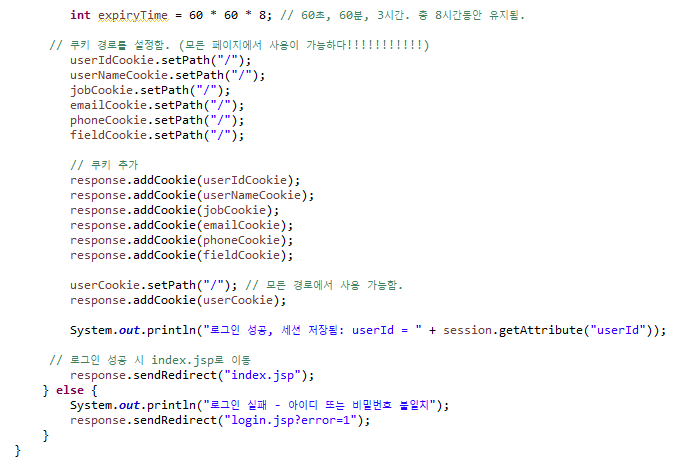 int expiryTime = 60 * 60 * 8; // 60초, 60분, 3시간. 총 8시간동안 유지됨.
// 쿠키 경로를 설정함. (모든 페이지에서 사용이 가능하다!!!!!!!!!!!)
userIdCookie.setPath("/");
userNameCookie.setPath("/");
jobCookie.setPath("/");
emailCookie.setPath("/");
phoneCookie.setPath("/");
fieldCookie.setPath("/");
// 쿠키 추가
response.addCookie(userIdCookie);
response.addCookie(userNameCookie);
response.addCookie(jobCookie);
response.addCookie(emailCookie);
response.addCookie(phoneCookie);
response.addCookie(fieldCookie);
userCookie.setPath("/"); // 모든 경로에서 사용 가능함.
response.addCookie(userCookie);
System.out.println("로그인 성공, 세션 저장됨: userId = " + session.getAttribute("userId"));
// 로그인 성공 시 index.jsp로 이동
response.sendRedirect("index.jsp");
} else {
System.out.println("로그인 실패 - 아이디 또는 비밀번호 불일치");
response.sendRedirect("login.jsp?error=1");
}
}